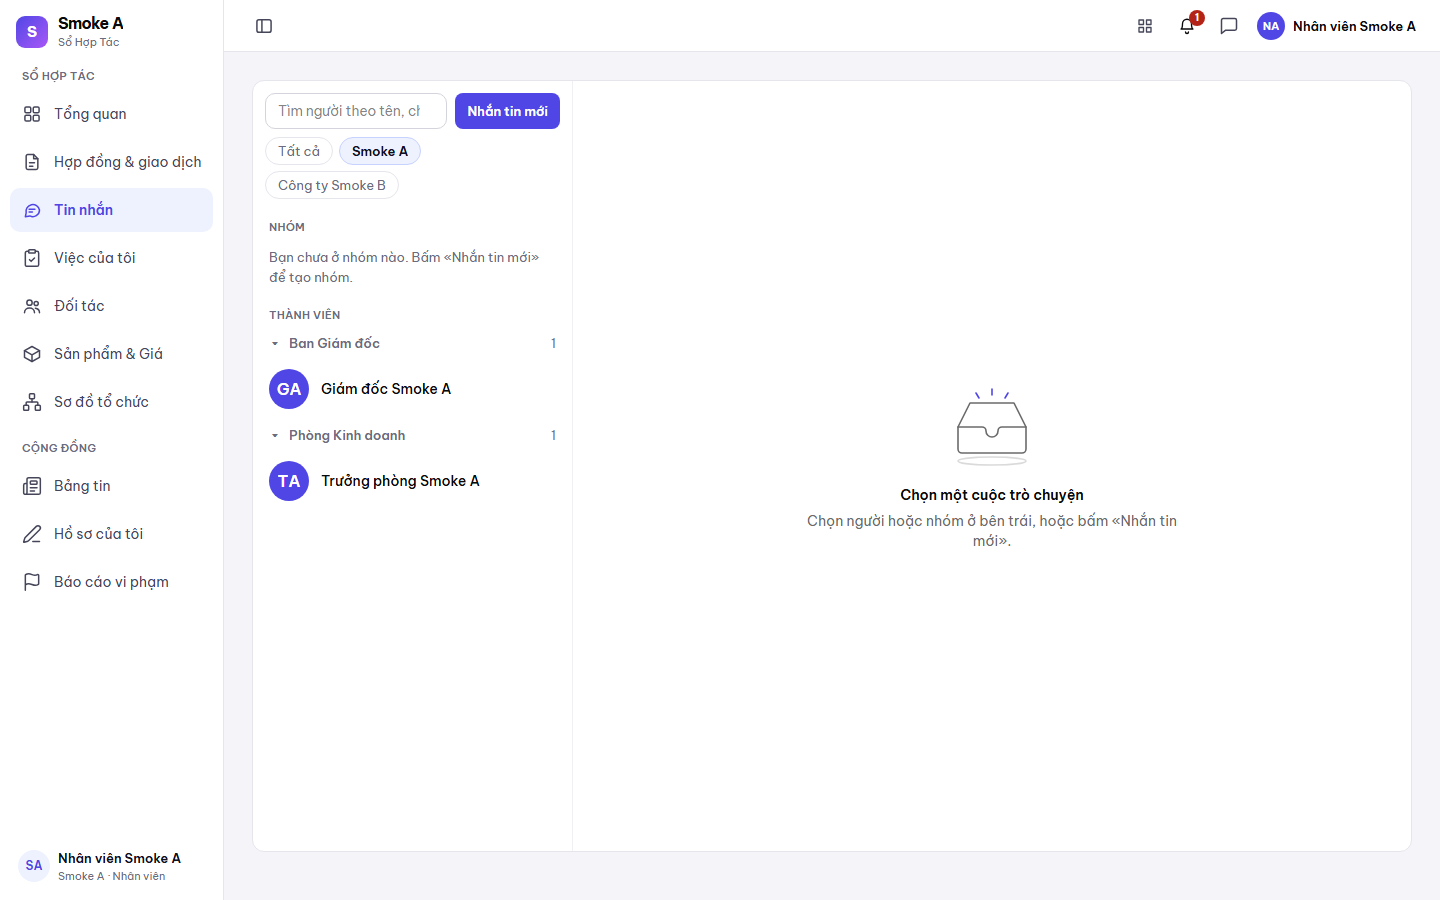 S
Smoke A
Sổ Hợp Tác
SỔ HỢP TÁC
Tổng quan
Hợp đồng & giao dịch
Tin nhắn
Việc của tôi
Đối tác
Sản phẩm & Giá
Sơ đồ tổ chức
CỘNG ĐỒNG
Bảng tin
Hồ sơ của tôi
Báo cáo vi phạm
SA
Nhân viên Smoke A
Smoke A · Nhân viên
1
NA
Nhân viên Smoke A
Tìm người theo tên, cl
Nhắn tin mới
Tất cả
Smoke A
Công ty Smoke B
NHÓM
Bạn chưa ở nhóm nào. Bấm «Nhắn tin mới»
để tạo nhóm.
THÀNH VIÊN
Ban Giám đốc 1
GA
Giám đốc Smoke A
Phòng Kinh doanh 1
TA
Trưởng phòng Smoke A
Chọn một cuộc trò chuyện
Chọn người hoặc nhóm ở bên trái, hoặc bấm «Nhắn tin
mới».